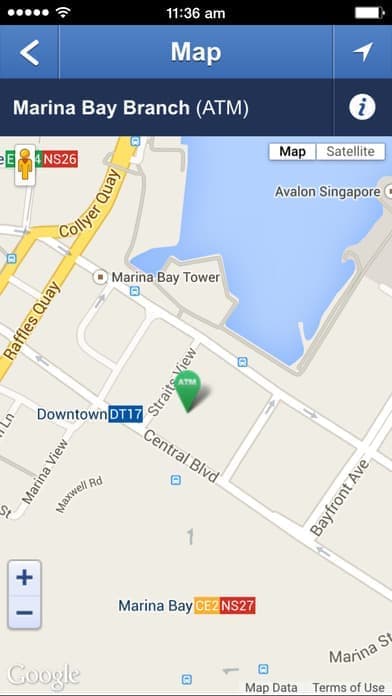 11:36 am
Map
Marina Bay Branch (ATM)
Map Satellite
NS26
Collyer Quay
Avalon Singapore
Marina Bay Tower
Raffles Quay
Straits View
ATM
Downtown DT17
Central Blvd
Marina View
Maxwell Rd
Bayfront Ave
Marina Bay CE2 NS27
Marina St
Google
Map Data Terms of Use